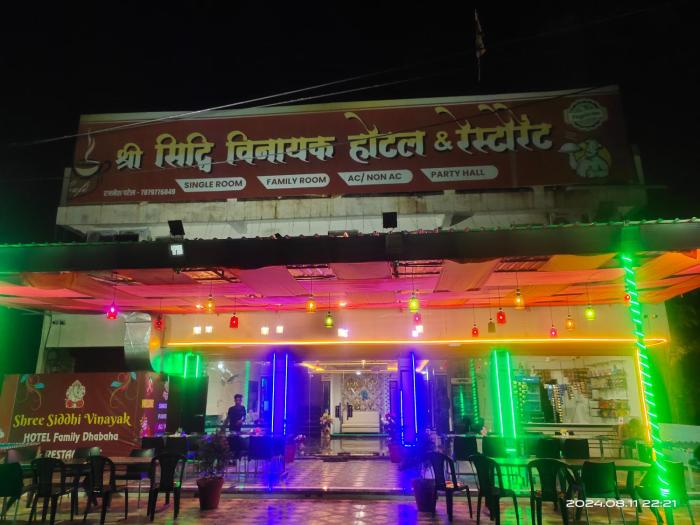 श्री सिद्धि विनायक होटल & रेस्टोरेंट
SINGLE ROOM
FAMILY ROOM
AC/ NON AC
PARTY HALL
Shree Siddhi Vinayak
HOTEL Family Dhabaha
2024.08.11 22:21